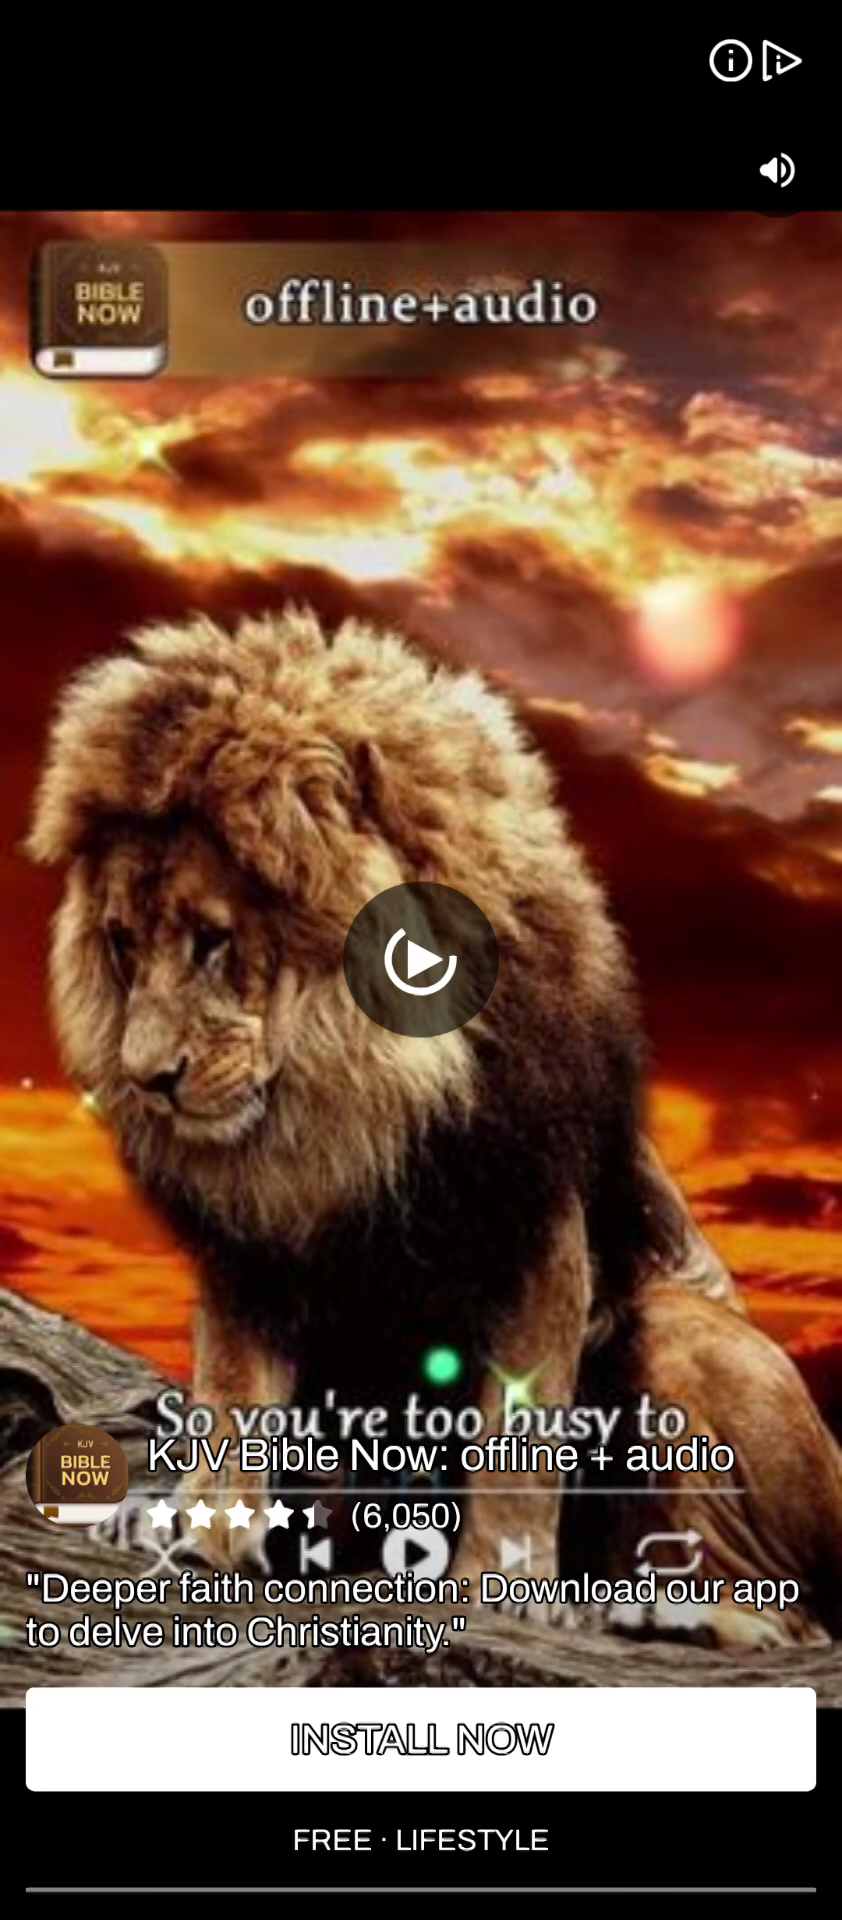 KJV
BIBLE
NOW
offline+audio
So you're too busy to
KJV
BIBLE
NOW
KJV Bible Now: offline + audio
(6,050)
"Deeper faith connection: Download our app
to delve into Christianity."
INSTALL NOW
FREE · LIFESTYLE